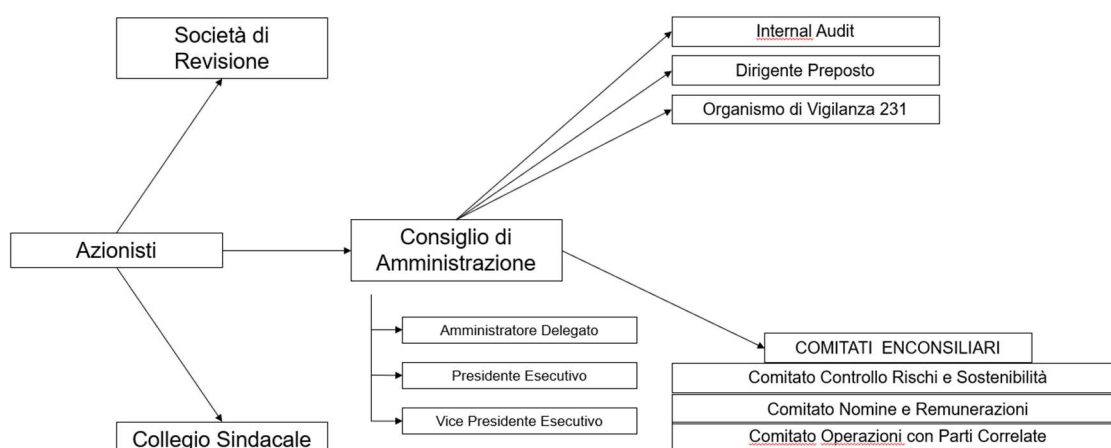 Società di
Revisione
Internal Audit
Dirigente Preposto
Organismo di Vigilanza 231
Azionisti
Consiglio di
Amministrazione
Amministratore Delegato
Presidente Esecutivo
Vice Presidente Esecutivo
COMITATI ENCONSILIARI
Comitato Controllo Rischi e Sostenibilità
Comitato Nomine e Remunerazioni
Comitato Operazioni con Parti Correlate
Collegio Sindacale